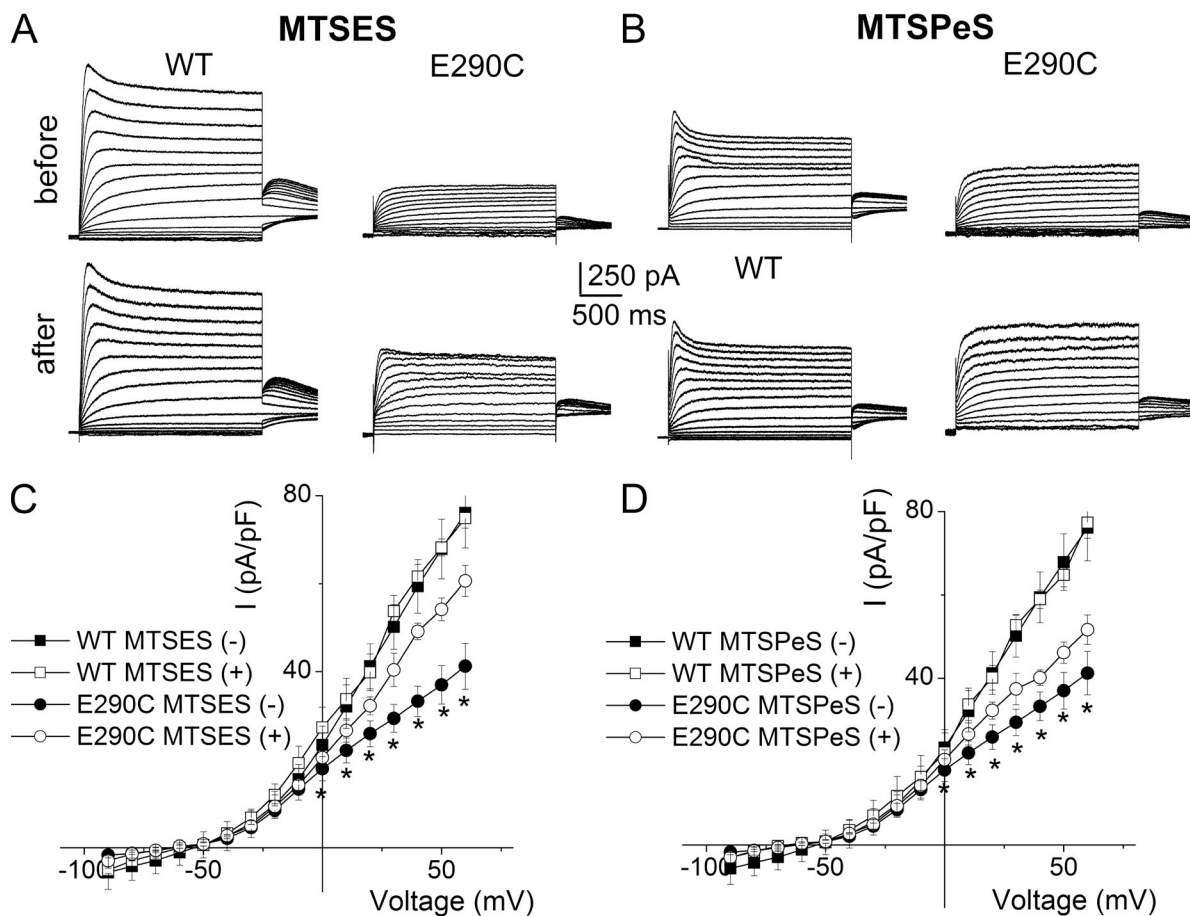 A
MTSES
B
MTSPeS
WT
E290C
E290C
before
WT
250 pA
500 ms
after
C
80
I (pA/pF)
40
WT MTSES (-)
WT MTSES (+)
E290C MTSES (-)
E290C MTSES (+)
* * * * * * *
-100
-50
50
Voltage (mV)
D
80
I (pA/pF)
40
WT MTSPeS (-)
WT MTSPeS (+)
E290C MTSPeS (-)
E290C MTSPeS (+)
* * * * * * *
-100
-50
50
Voltage (mV)